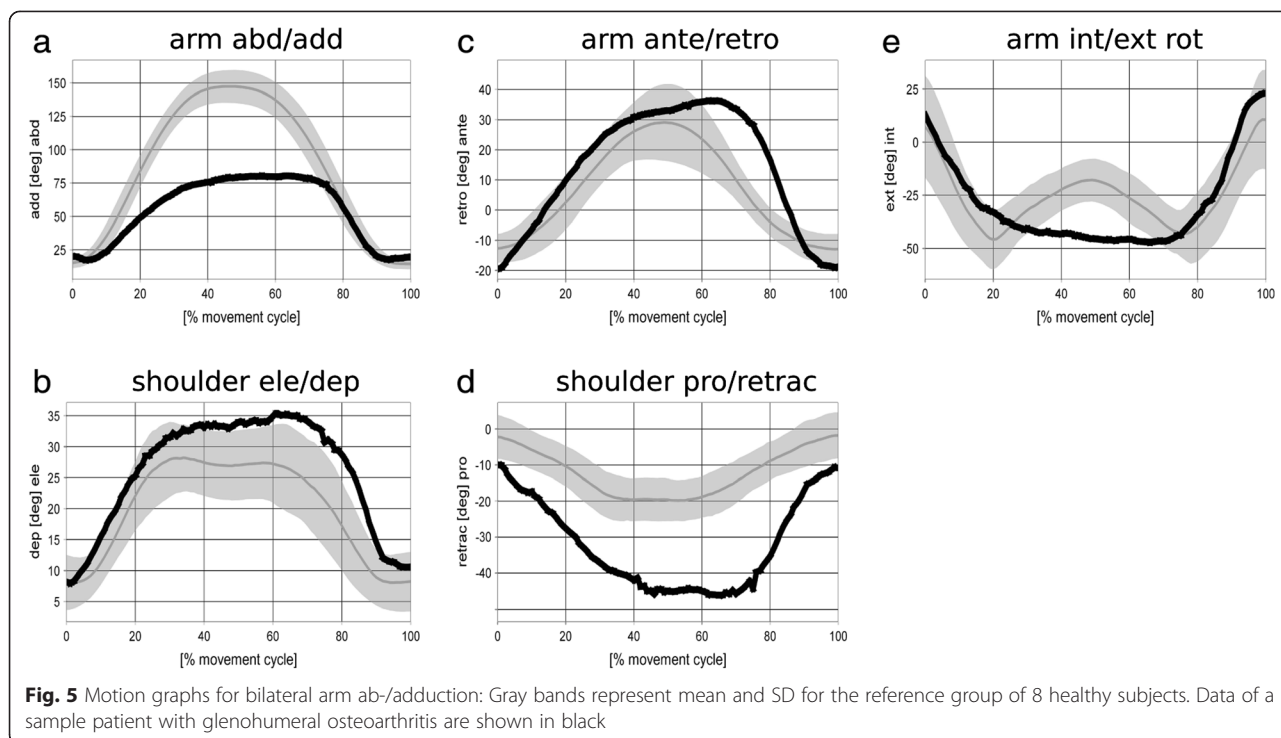 a
arm abd/add
add [deg] abd
150
125
100
75
50
25
0 20 40 60 80 100
[% movement cycle]
c
arm ante/retro
retro [deg] ante
40
30
20
10
0
-10
-20
0 20 40 60 80 100
[% movement cycle]
e
arm int/ext rot
ext [deg] int
25
0
-25
-50
0 20 40 60 80 100
[% movement cycle]
b
shoulder ele/dep
dep [deg] ele
35
30
25
20
15
10
5
0 20 40 60 80 100
[% movement cycle]
d
shoulder pro/retrac
retrac [deg] pro
0
-10
-20
-30
-40
0 20 40 60 80 100
[% movement cycle]
Fig. 5 Motion graphs for bilateral arm ab-/adduction: Gray bands represent mean and SD for the reference group of 8 healthy subjects. Data of a
sample patient with glenohumeral osteoarthritis are shown in black